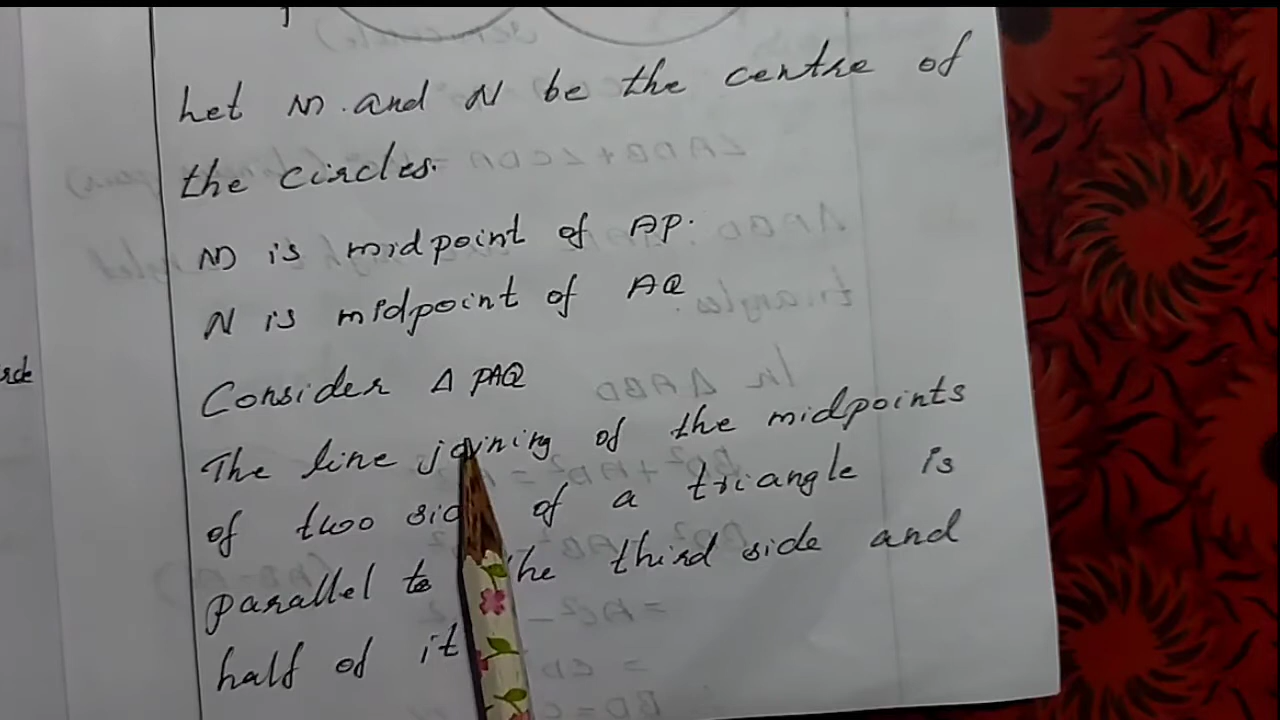 Let M and N be the centre of
the circles.
M is midpoint of AP.
N is midpoint of AQ
Consider Δ PAQ
The line joining of the midpoints
of two of a triangle is
parallel to the third side and
half of it